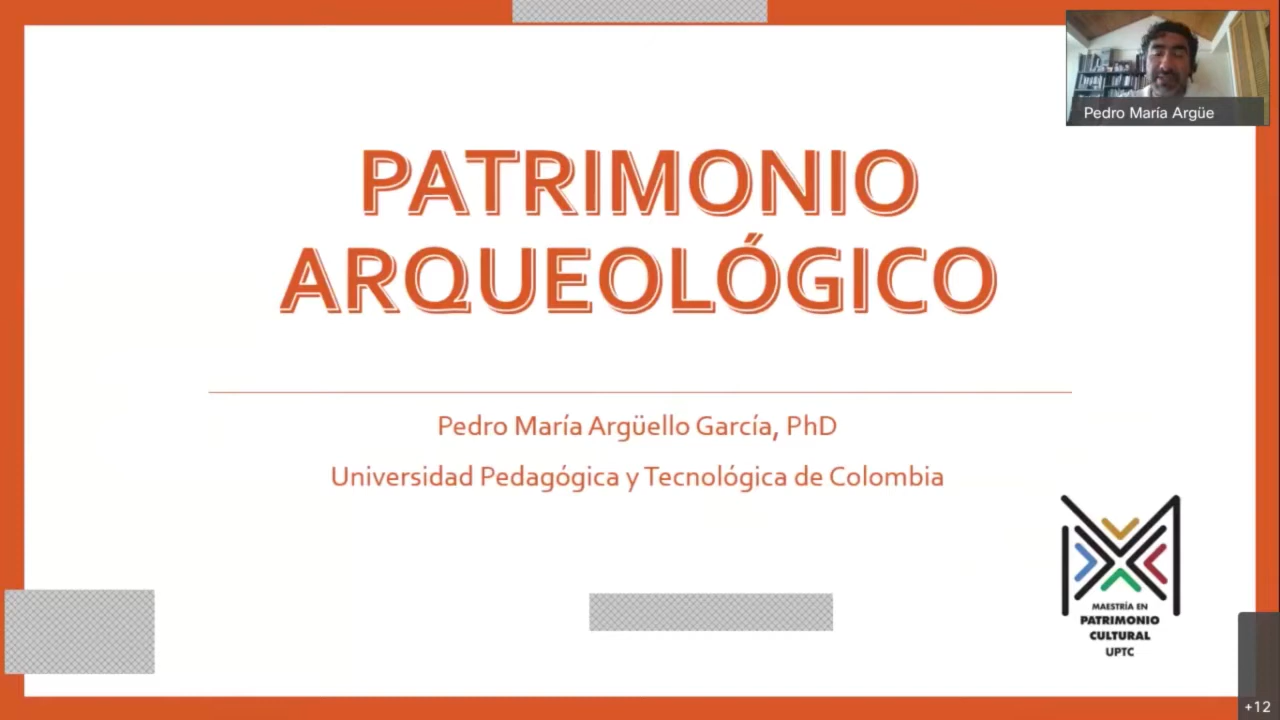 Pedro María Argüe
PATRIMONIO
ARQUEOLÓGICO
Pedro María Argüello García, PhD
Universidad Pedagógica y Tecnológica de Colombia
MAESTRÍA EN
PATRIMONIO
CULTURAL
UPTC
+12